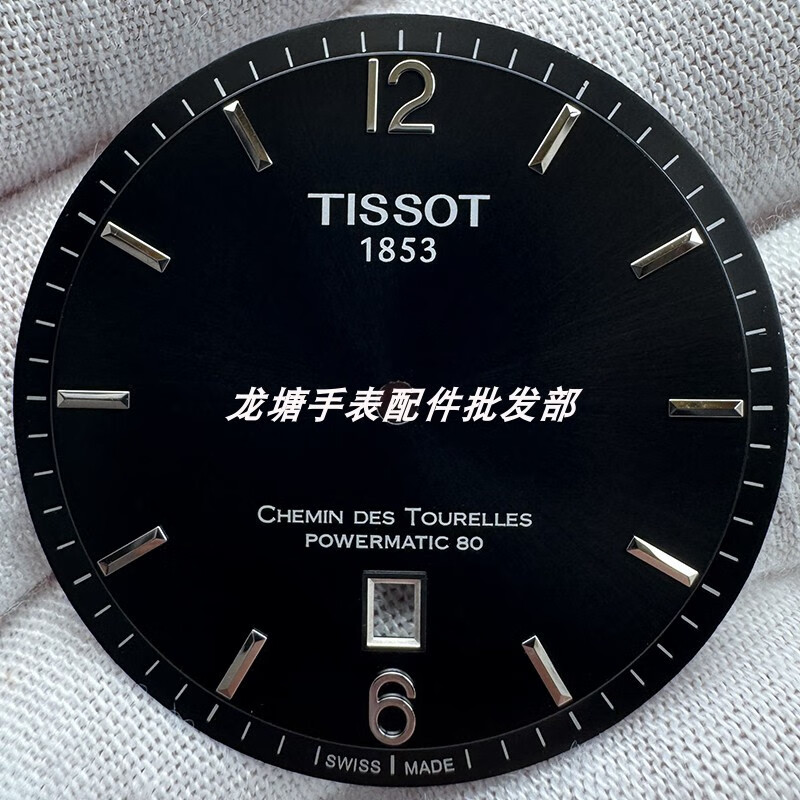 12
TISSOT
1853
龙塘手表配件批发部
CHEMIN DES TOURELLES
POWERMATIC 80
6
SWISS MADE